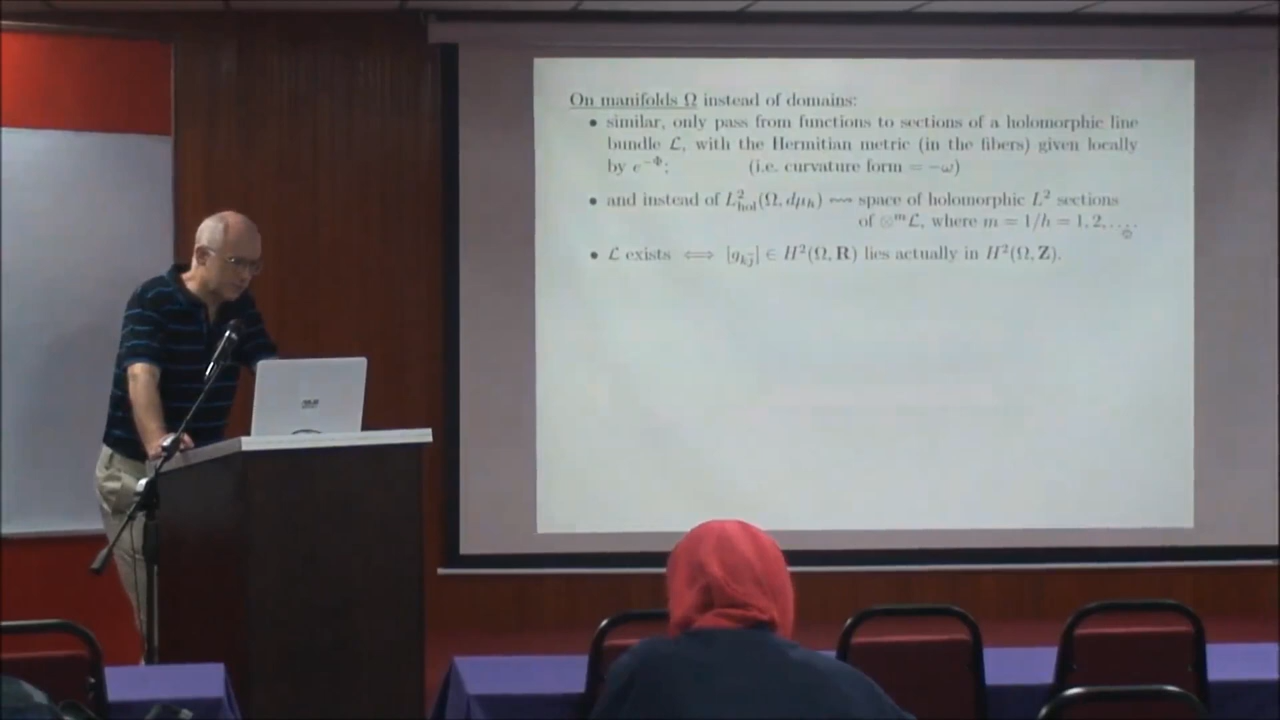 On manifolds Ω instead of domains:
• similar, only pass from functions to sections of a holomorphic line
bundle ℒ, with the Hermitian metric (in the fibers) given locally
by e^{−Φ}; (i.e. curvature form = −ω)
• and instead of L²_hol(Ω, dμ_h) ⇝ space of holomorphic L² sections
of ⊗^m ℒ, where m = 1/h = 1, 2, . . . .
• ℒ exists ⟺ [g_{kj̅}] ∈ H²(Ω, R) lies actually in H²(Ω, Z).
ASUS